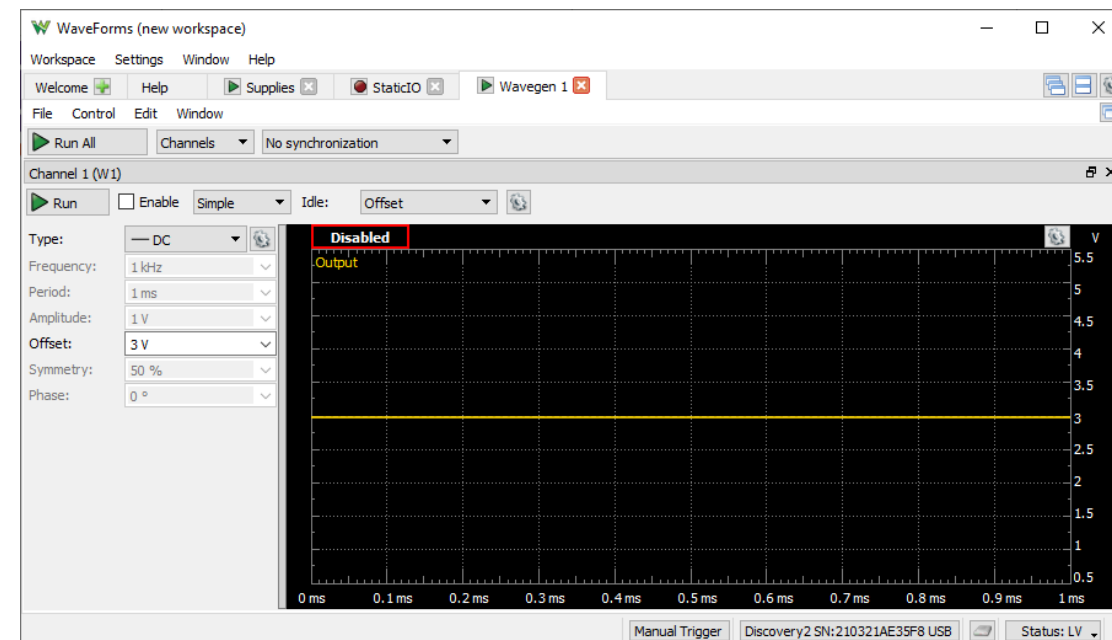 WaveForms (new workspace)
Workspace Settings Window Help
Welcome Help Supplies StaticIO Wavegen 1
File Control Edit Window
Run All Channels No synchronization
Channel 1 (W1)
Run Enable Simple Idle: Offset
Type: DC
Frequency: 1 kHz
Period: 1 ms
Amplitude: 1 V
Offset: 3 V
Symmetry: 50 %
Phase: 0 °
Disabled V
Output 5.5
5
4.5
4
3.5
3
2.5
2
1.5
1
0.5
0 ms 0.1 ms 0.2 ms 0.3 ms 0.4 ms 0.5 ms 0.6 ms 0.7 ms 0.8 ms 0.9 ms 1 ms
Manual Trigger Discovery2 SN:210321AE35F8 USB Status: LV